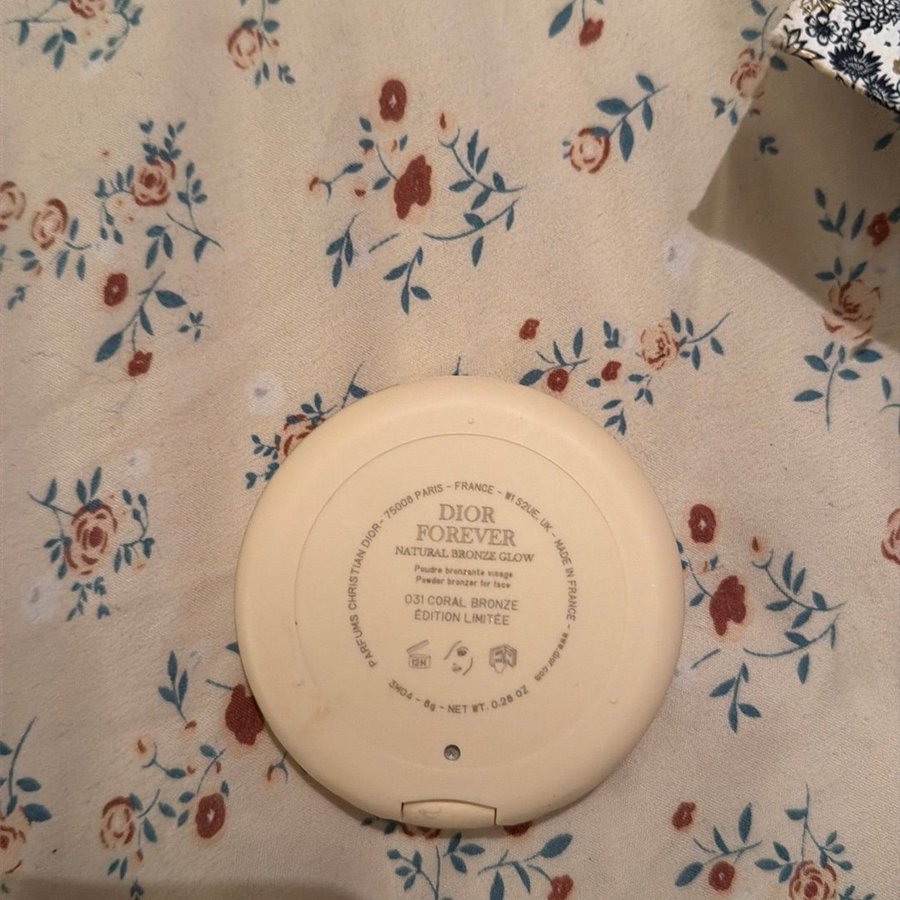 PARFUMS CHRISTIAN DIOR - 75008 PARIS - FRANCE - W1 S2UE. UK - MADE IN FRANCE - www.dior.com
DIOR
FOREVER
NATURAL BRONZE GLOW
Poudre bronzante visage
Powder bronzer for face
031 CORAL BRONZE
ÉDITION LIMITÉE
12M
3M04 - 8g - NET WT. 0.28 OZ